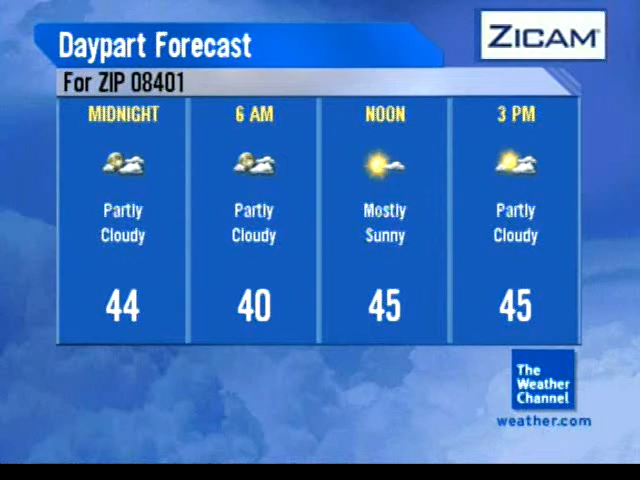 Daypart Forecast
ZICAM®
For ZIP 08401
MIDNIGHT
6 AM
NOON
3 PM
Partly
Cloudy
Partly
Cloudy
Mostly
Sunny
Partly
Cloudy
44
40
45
45
The
Weather
Channel
weather.com